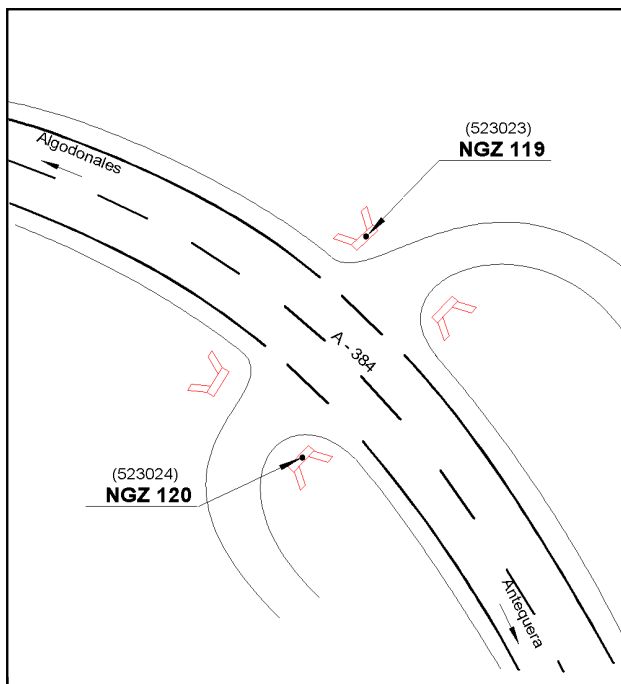 Algodonales
(523023)
NGZ 119
A - 384
(523024)
NGZ 120
Antequera